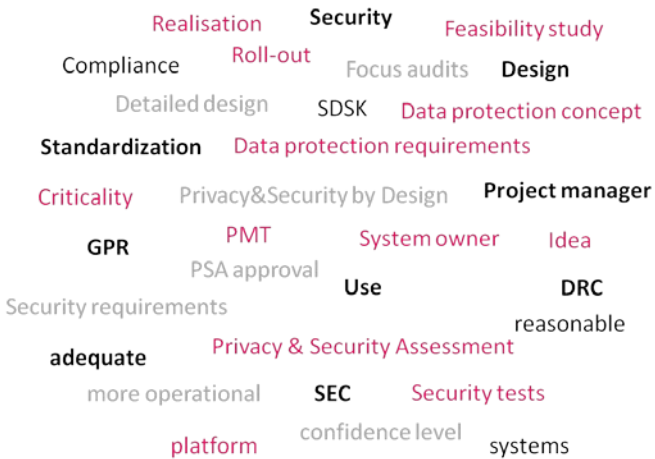 Realisation Security Feasibility study
Compliance Roll-out Focus audits Design
Detailed design SDSK Data protection concept
Standardization Data protection requirements
Criticality Privacy&Security by Design Project manager
GPR PMT System owner Idea
PSA approval Use DRC
Security requirements reasonable
adequate Privacy & Security Assessment
more operational SEC Security tests
platform confidence level systems